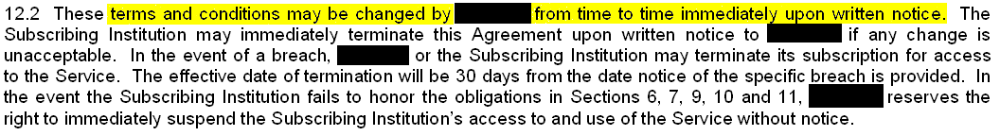 12.2 These terms and conditions may be changed by from time to time immediately upon written notice. The
Subscribing Institution may immediately terminate this Agreement upon written notice to if any change is
unacceptable. In the event of a breach, or the Subscribing Institution may terminate its subscription for access
to the Service. The effective date of termination will be 30 days from the date notice of the specific breach is provided. In
the event the Subscribing Institution fails to honor the obligations in Sections 6, 7, 9, 10 and 11, reserves the
right to immediately suspend the Subscribing Institution's access to and use of the Service without notice.